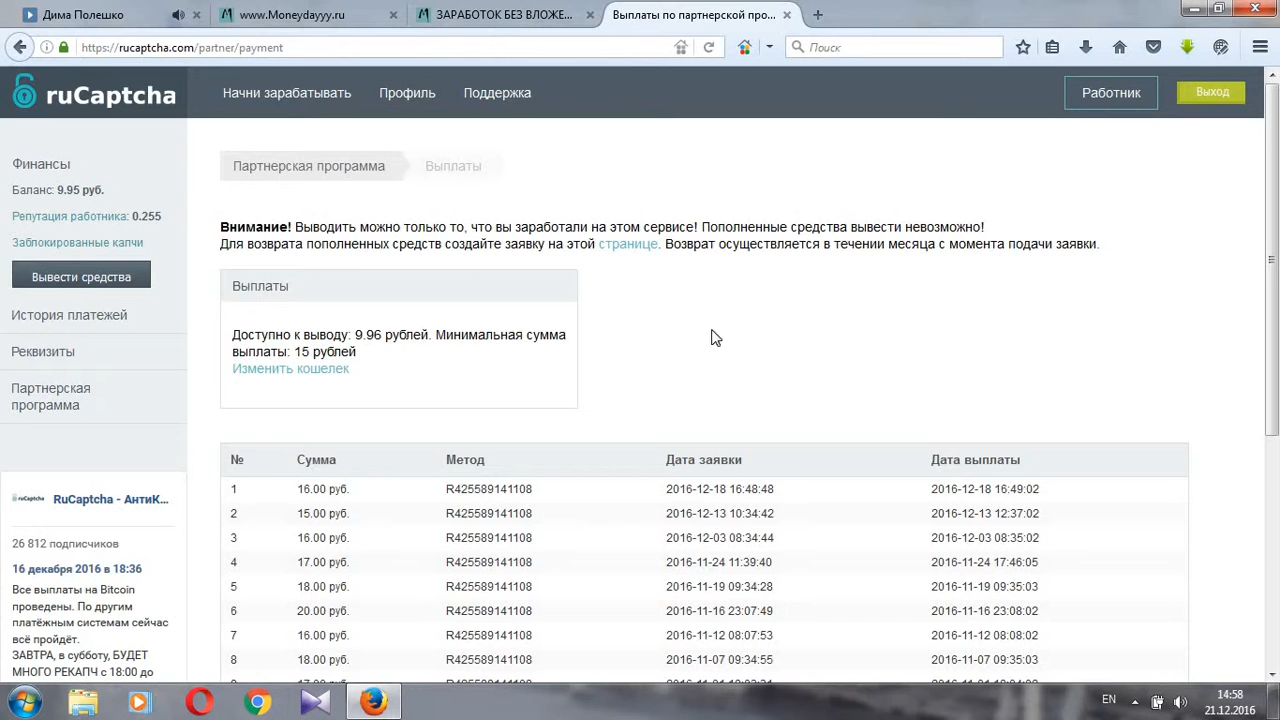 Дима Полешко
www.Moneydayyy.ru
ЗАРАБОТОК БЕЗ ВЛОЖЕ...
Выплаты по партнерской про...
https://rucaptcha.com/partner/payment
Поиск
ruCaptcha
Начни зарабатывать
Профиль
Поддержка
Работник
Выход
Финансы
Баланс: 9.95 руб.
Репутация работника: 0.255
Заблокированные капчи
Вывести средства
История платежей
Реквизиты
Партнерская
программа
RuCaptcha - АнтиК...
ruCaptcha
26 812 подписчиков
16 декабря 2016 в 18:36
Все выплаты на Bitcoin
проведены. По другим
платёжным системам сейчас
всё пройдёт.
ЗАВТРА, в субботу, БУДЕТ
МНОГО РЕКАПЧ с 18:00 до
Партнерская программа
Выплаты
Внимание! Выводить можно только то, что вы заработали на этом сервисе! Пополненные средства вывести невозможно!
Для возврата пополненных средств создайте заявку на этой странице. Возврат осуществляется в течении месяца с момента подачи заявки.
Выплаты
Доступно к выводу: 9.96 рублей. Минимальная сумма
выплаты: 15 рублей
Изменить кошелек
№ Сумма Метод Дата заявки Дата выплаты
1 16.00 руб. R425589141108 2016-12-18 16:48:48 2016-12-18 16:49:02
2 15.00 руб. R425589141108 2016-12-13 10:34:42 2016-12-13 12:37:02
3 16.00 руб. R425589141108 2016-12-03 08:34:44 2016-12-03 08:35:02
4 17.00 руб. R425589141108 2016-11-24 11:39:40 2016-11-24 17:46:05
5 18.00 руб. R425589141108 2016-11-19 09:34:28 2016-11-19 09:35:03
6 20.00 руб. R425589141108 2016-11-16 23:07:49 2016-11-16 23:08:02
7 16.00 руб. R425589141108 2016-11-12 08:07:53 2016-11-12 08:08:02
8 18.00 руб. R425589141108 2016-11-07 09:34:55 2016-11-07 09:35:03
EN
14:58
21.12.2016